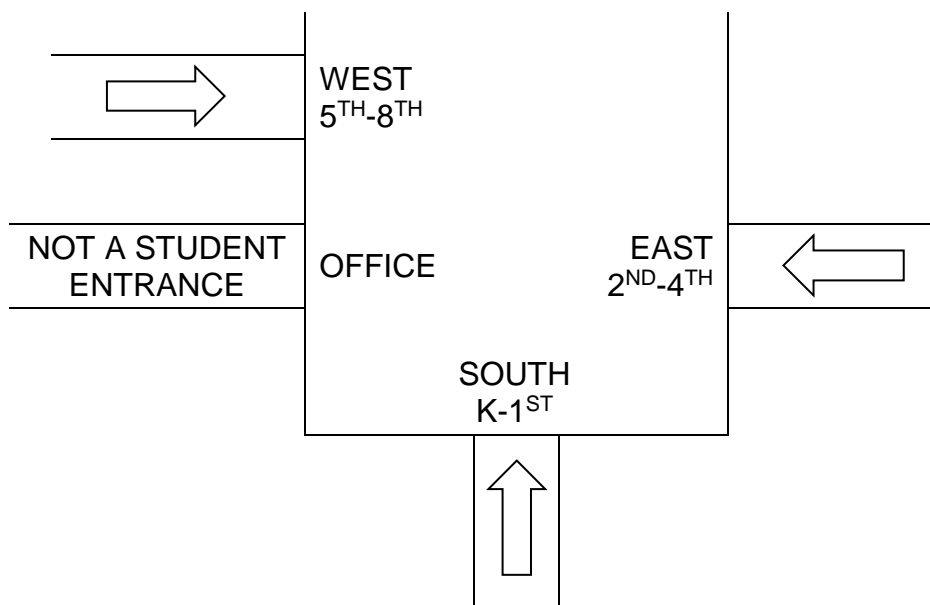 WEST
5TH-8TH
NOT A STUDENT
ENTRANCE
OFFICE
EAST
2ND-4TH
SOUTH
K-1ST